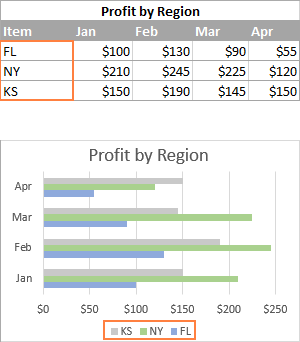 Profit by Region
Item Jan Feb Mar Apr
FL $100 $130 $90 $55
NY $210 $245 $225 $120
KS $150 $190 $145 $150
Profit by Region
Apr
Mar
Feb
Jan
$0 $50 $100 $150 $200 $250
KS NY FL